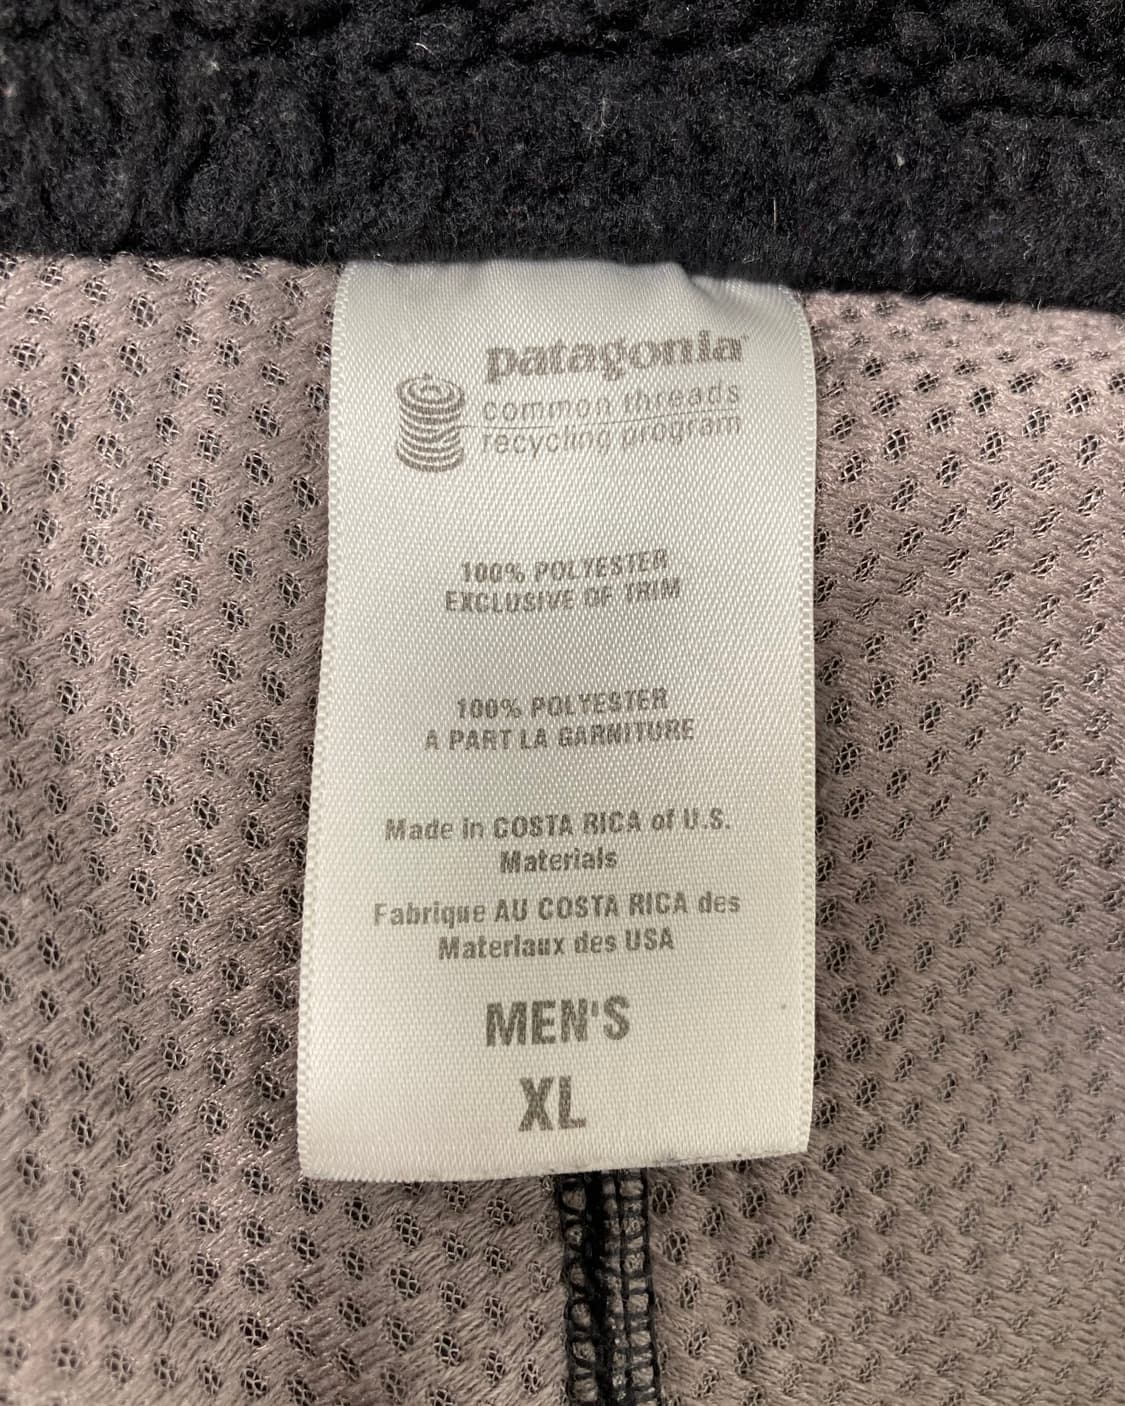 patagonia
common threads
recycling program
100% POLYESTER
EXCLUSIVE OF TRIM
100% POLYESTER
A PART LA GARNITURE
Made in COSTA RICA of U.S.
Materials
Fabrique AU COSTA RICA des
Materiaux des USA
MEN'S
XL